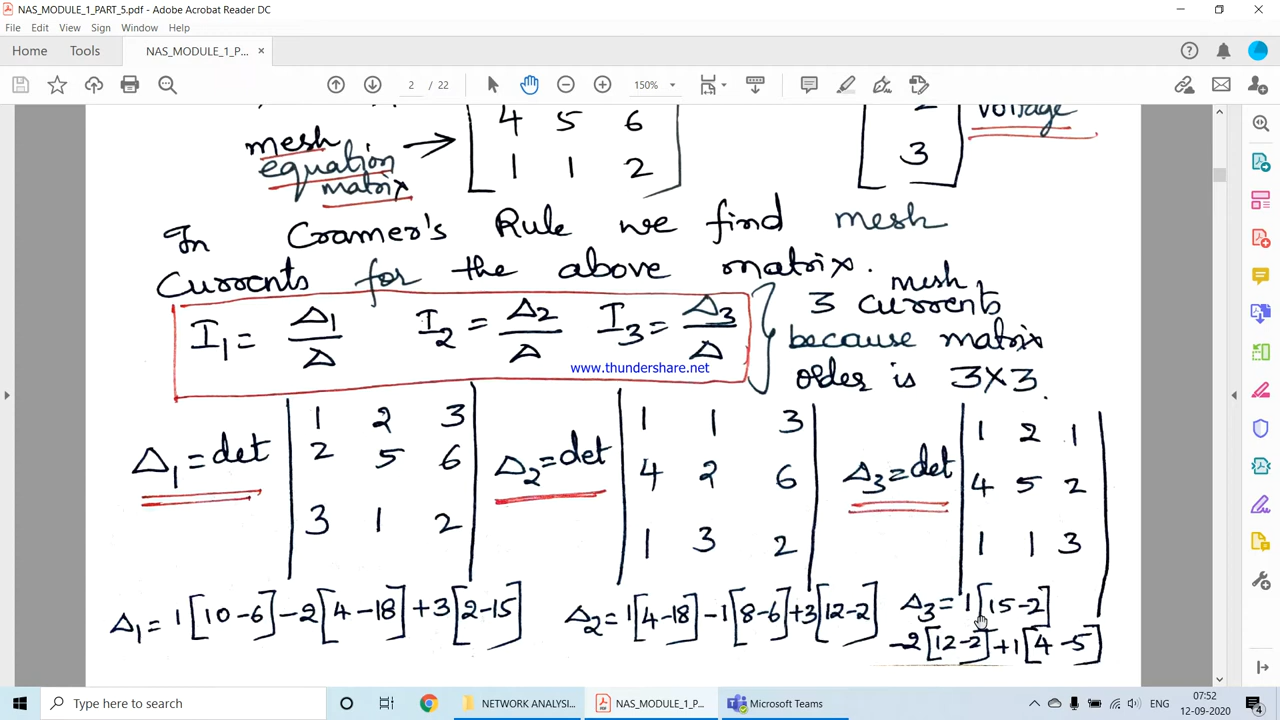 NAS_MODULE_1_PART_5.pdf - Adobe Acrobat Reader DC
File Edit View Sign Window Help
Home Tools NAS_MODULE_1_P... ×
2 / 22 150%
4 5 6
voltage
mesh
equation
matrix
1 1 2
3
In Cramer's Rule we find mesh
Currents for the above matrix.
I1 = Δ1/Δ I2 = Δ2/Δ I3 = Δ3/Δ
3 mesh currents
because matrix
order is 3X3.
www.thundershare.net
Δ1 = det
1 2 3
2 5 6
3 1 2
Δ2 = det
1 1 3
4 2 6
1 3 2
Δ3 = det
1 2 1
4 5 2
1 1 3
Δ1 = 1[10-6] -2[4-18] +3[2-15]
Δ2 = 1[4-18] -1[8-6] +3[12-2]
Δ3 = 1[15-2]
-2[12-2] +1[4-5]
Type here to search
NETWORK ANALYSI...
NAS_MODULE_1_P...
Microsoft Teams
ENG
07:52
12-09-2020
4